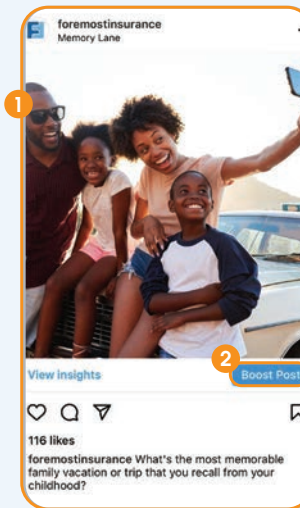 foremostinsurance
Memory Lane
1
2
View insights
Boost Post
116 likes
foremostinsurance What's the most memorable
family vacation or trip that you recall from your
childhood?